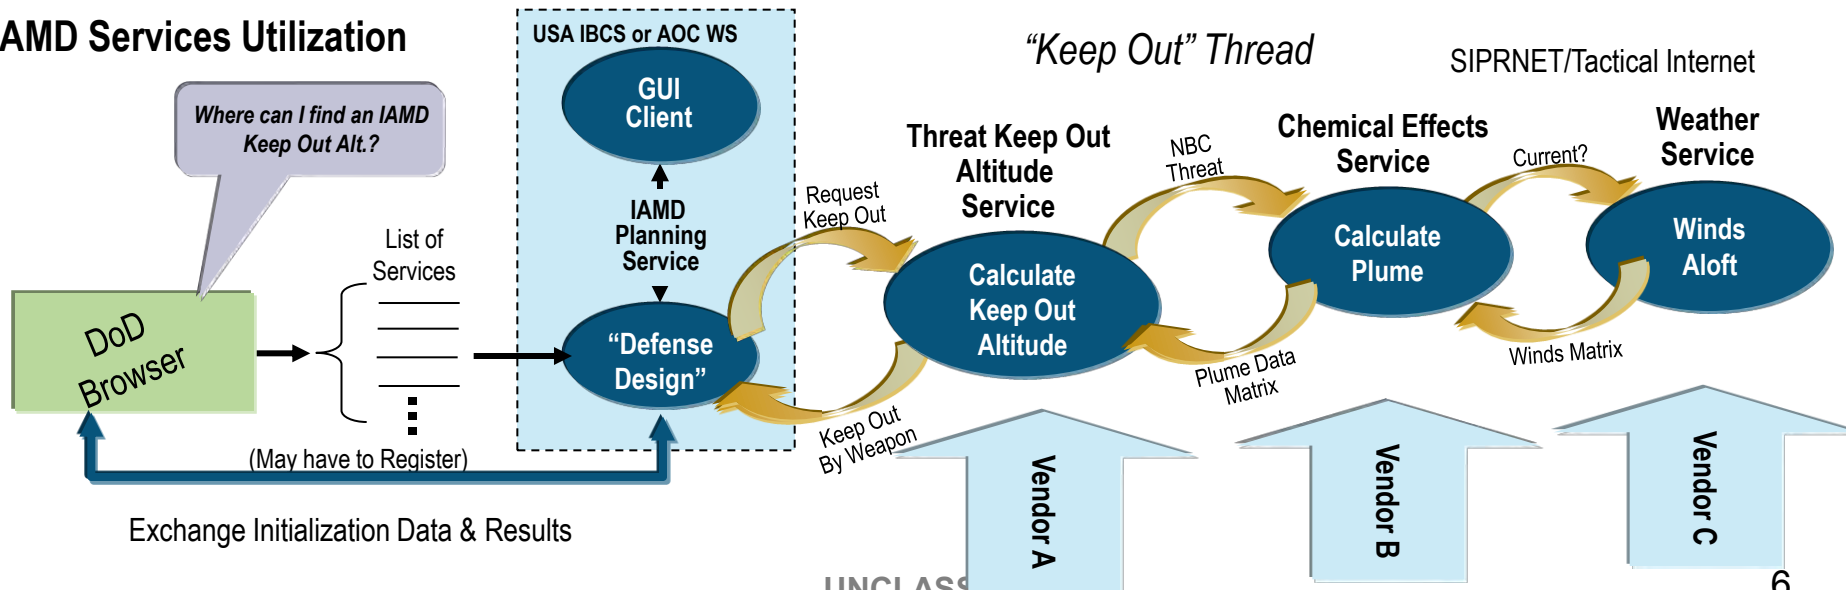 AMD Services Utilization
USA IBCS or AOC WS
"Keep Out" Thread
SIPRNET/Tactical Internet
Where can I find an IAMD
Keep Out Alt.?
GUI
Client
IAMD
Planning
Service
"Defense
Design"
List of
Services
DoD
Browser
(May have to Register)
Exchange Initialization Data & Results
Request
Keep Out
Keep Out
By Weapon
Threat Keep Out
Altitude
Service
Calculate
Keep Out
Altitude
NBC
Threat
Plume Data
Matrix
Chemical Effects
Service
Calculate
Plume
Current?
Winds Matrix
Weather
Service
Winds
Aloft
Vendor A
Vendor B
Vendor C
UNCLASS
6